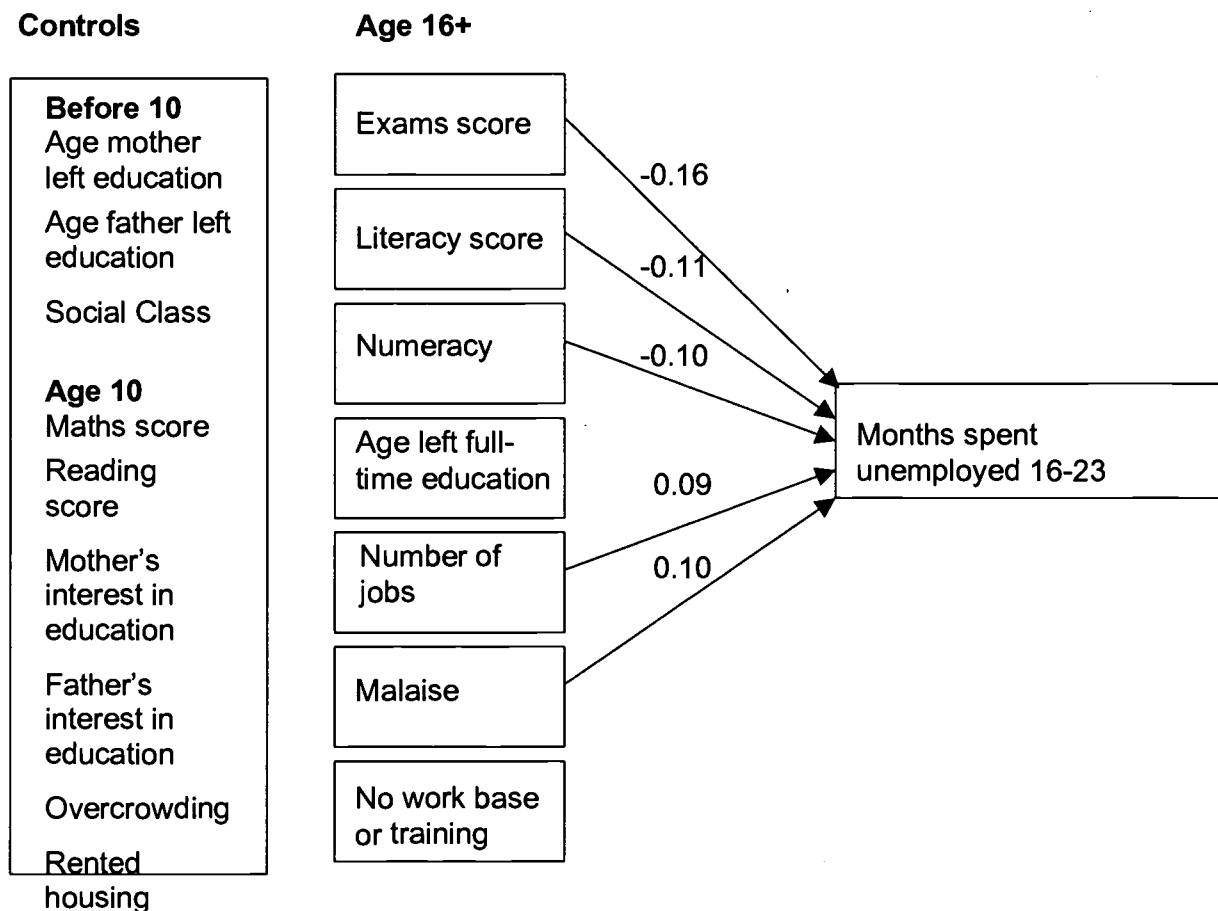 Controls
Before 10
Age mother
left education
Age father left
education
Social Class
Age 10
Maths score
Reading
score
Mother's
interest in
education
Father's
interest in
education
Overcrowding
Rented
housing
Age 16+
Exams score
Literacy score
Numeracy
Age left full-
time education
Number of
jobs
Malaise
No work base
or training
-0.16
-0.11
-0.10
0.09
0.10
Months spent
unemployed 16-23